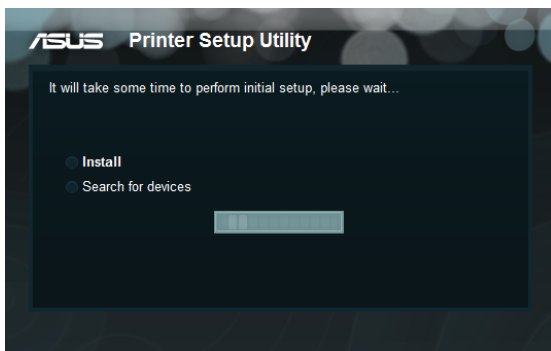 ASUS Printer Setup Utility
It will take some time to perform initial setup, please wait...
Install
Search for devices